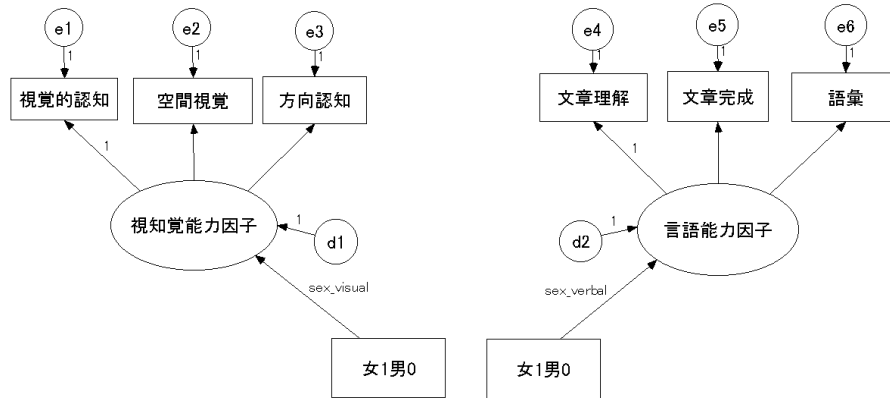 e1
e2
e3
1
1
1
視覚的認知
空間視覚
方向認知
1
視知覚能力因子
1
d1
sex_visual
女1男0
e4
e5
e6
1
1
1
文章理解
文章完成
語彙
1
言語能力因子
1
d2
sex_verbal
女1男0